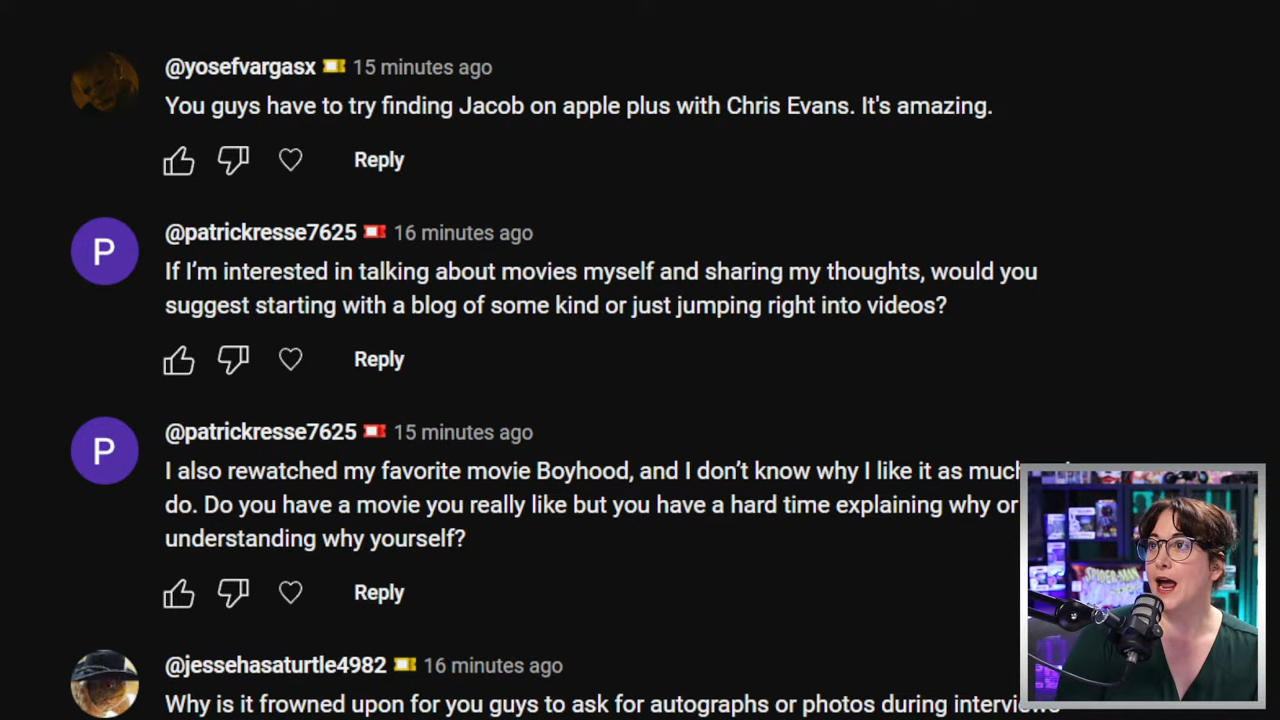 @yosefvargasx 15 minutes ago
You guys have to try finding Jacob on apple plus with Chris Evans. It's amazing.
Reply
P
@patrickresse7625 16 minutes ago
If I’m interested in talking about movies myself and sharing my thoughts, would you
suggest starting with a blog of some kind or just jumping right into videos?
Reply
P
@patrickresse7625 15 minutes ago
I also rewatched my favorite movie Boyhood, and I don’t know why I like it as much
do. Do you have a movie you really like but you have a hard time explaining why or
understanding why yourself?
Reply
SPIDER-MAN
@jessehasaturtle4982 16 minutes ago
Why is it frowned upon for you guys to ask for autographs or photos during interviews